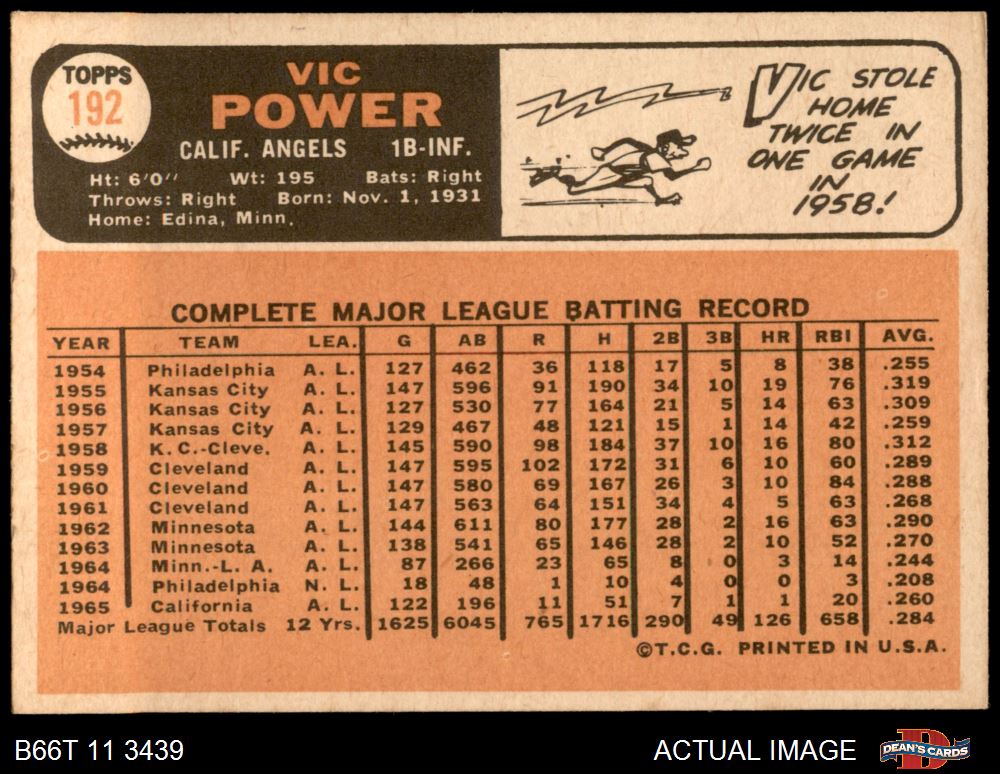 TOPPS
192
VIC
POWER
CALIF. ANGELS 1B-INF.
Ht: 6'0'' Wt: 195 Bats: Right
Throws: Right Born: Nov. 1, 1931
Home: Edina, Minn.
VIC STOLE
HOME
TWICE IN
ONE GAME
IN
1958!
COMPLETE MAJOR LEAGUE BATTING RECORD
YEAR TEAM LEA. G AB R H 2B 3B HR RBI AVG.
1954 Philadelphia A. L. 127 462 36 118 17 5 8 38 .255
1955 Kansas City A. L. 147 596 91 190 34 10 19 76 .319
1956 Kansas City A. L. 127 530 77 164 21 5 14 63 .309
1957 Kansas City A. L. 129 467 48 121 15 1 14 42 .259
1958 K. C.-Cleve. A. L. 145 590 98 184 37 10 16 80 .312
1959 Cleveland A. L. 147 595 102 172 31 6 10 60 .289
1960 Cleveland A. L. 147 580 69 167 26 3 10 84 .288
1961 Cleveland A. L. 147 563 64 151 34 4 5 63 .268
1962 Minnesota A. L. 144 611 80 177 28 2 16 63 .290
1963 Minnesota A. L. 138 541 65 146 28 2 10 52 .270
1964 Minn.-L. A. A. L. 87 266 23 65 8 0 3 14 .244
1964 Philadelphia N. L. 18 48 1 10 4 0 0 3 .208
1965 California A. L. 122 196 11 51 7 1 1 20 .260
Major League Totals 12 Yrs. 1625 6045 765 1716 290 49 126 658 .284
©T.C.G. PRINTED IN U.S.A.
B66T 11 3439 ACTUAL IMAGE DEAN'S CARDS